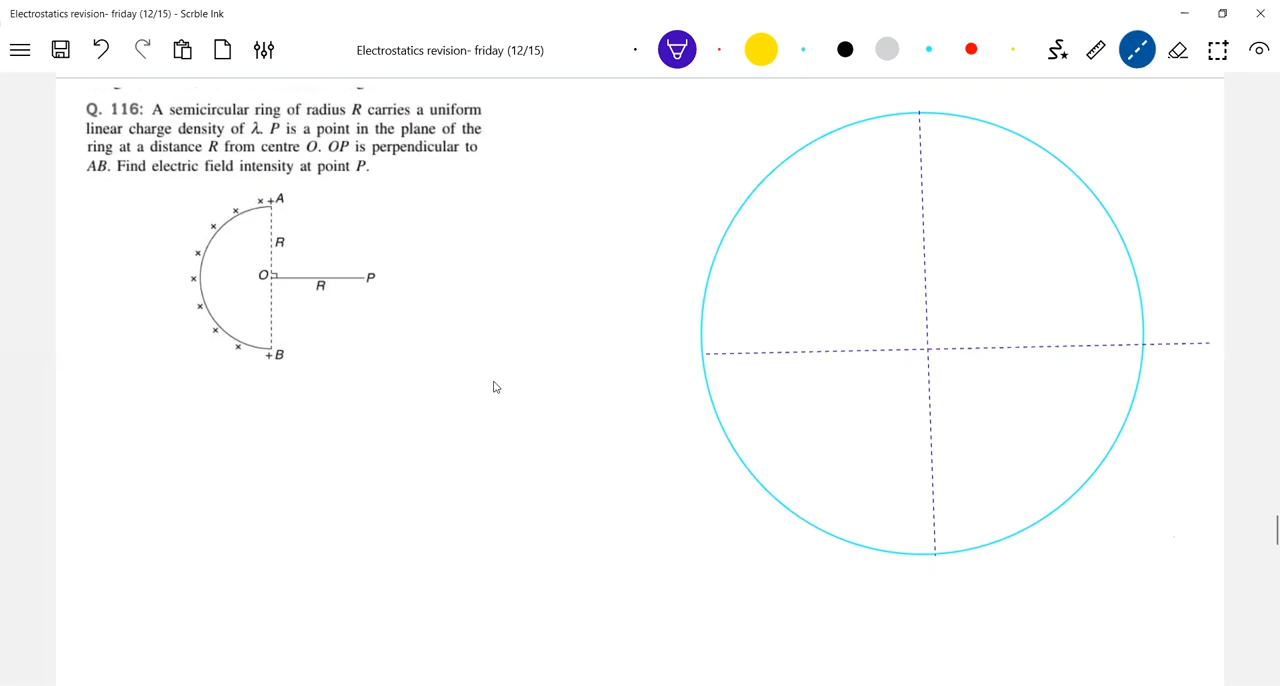 Electrostatics revision- friday (12/15) - Scrble Ink
Electrostatics revision- friday (12/15)
Q. 116: A semicircular ring of radius R carries a uniform
linear charge density of λ. P is a point in the plane of the
ring at a distance R from centre O. OP is perpendicular to
AB. Find electric field intensity at point P.
+A
R
O
P
R
+B